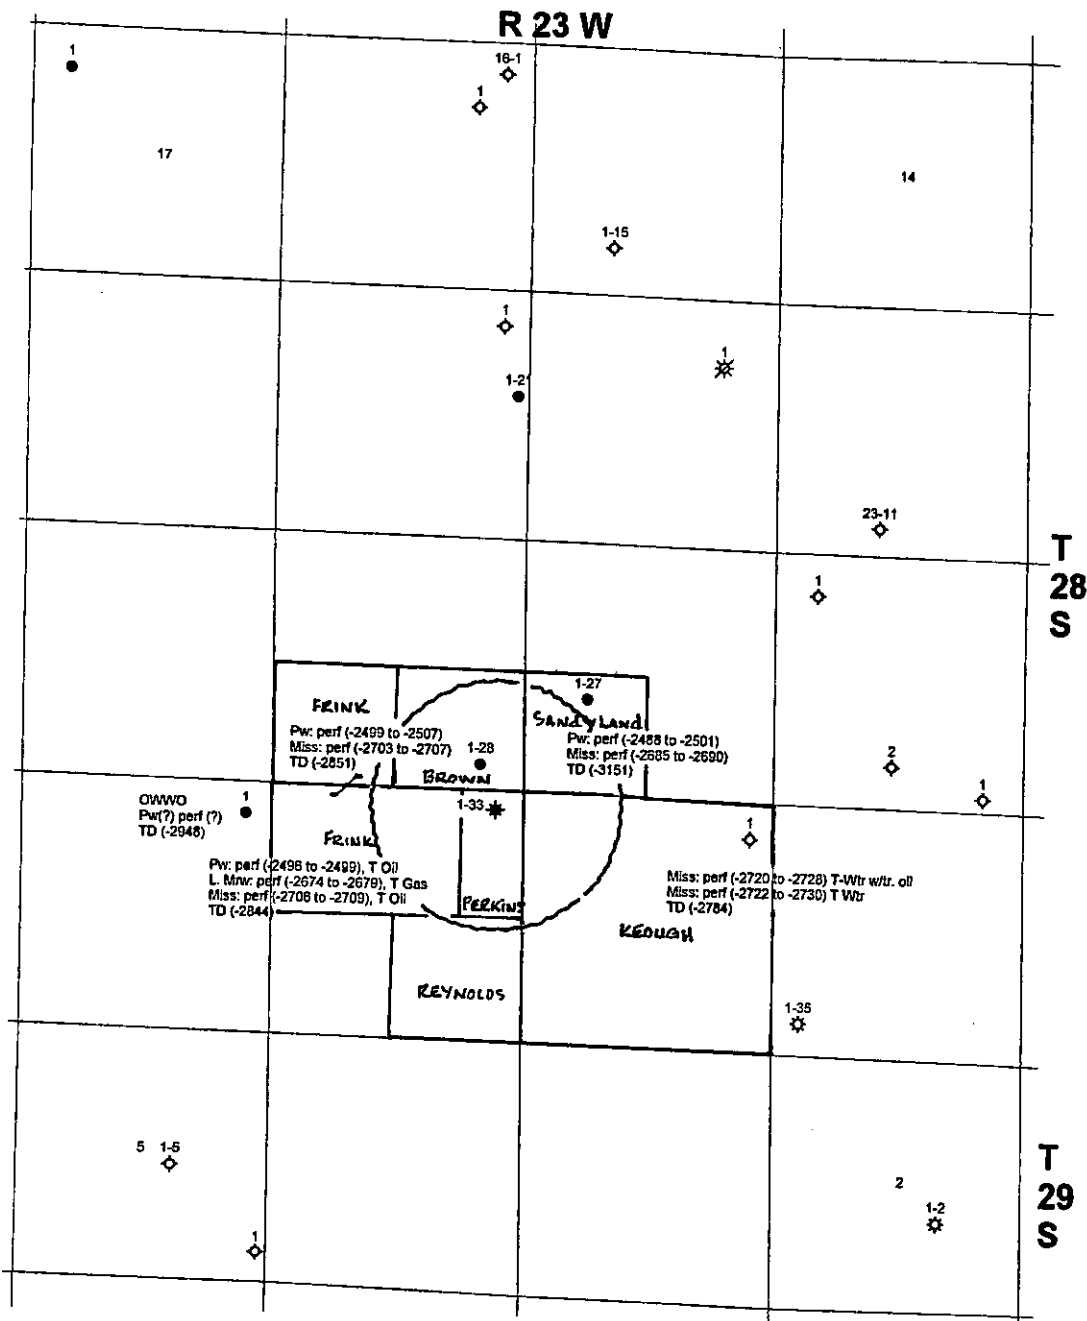 R 23 W
1
16-1
1
17
14
1-15
1
1
1-2
23-11
T
28
S
1
1-27
FRINK
SANDYLAND
Pw: perf (-2499 to -2507)
Miss: perf (-2703 to -2707)
TD (-2851)
1-28
BROWN
Pw: perf (-2488 to -2501)
Miss: perf (-2685 to -2690)
TD (-3151)
2
1
OWWO
Pw(?) perf (?)
TD (-2948)
1
1-33
1
FRINK
Pw: perf (-2496 to -2499), T Oil
L. Mrw: perf (-2674 to -2679), T Gas
Miss: perf (-2706 to -2709), T Oil
TD (-2844)
PERKINS
Miss: perf (-2720 to -2728) T-Wtr w/tr. oil
Miss: perf (-2722 to -2730) T Wtr
TD (-2784)
KEOUGH
REYNOLDS
1-35
5 1-5
T
29
S
2
1-2
1